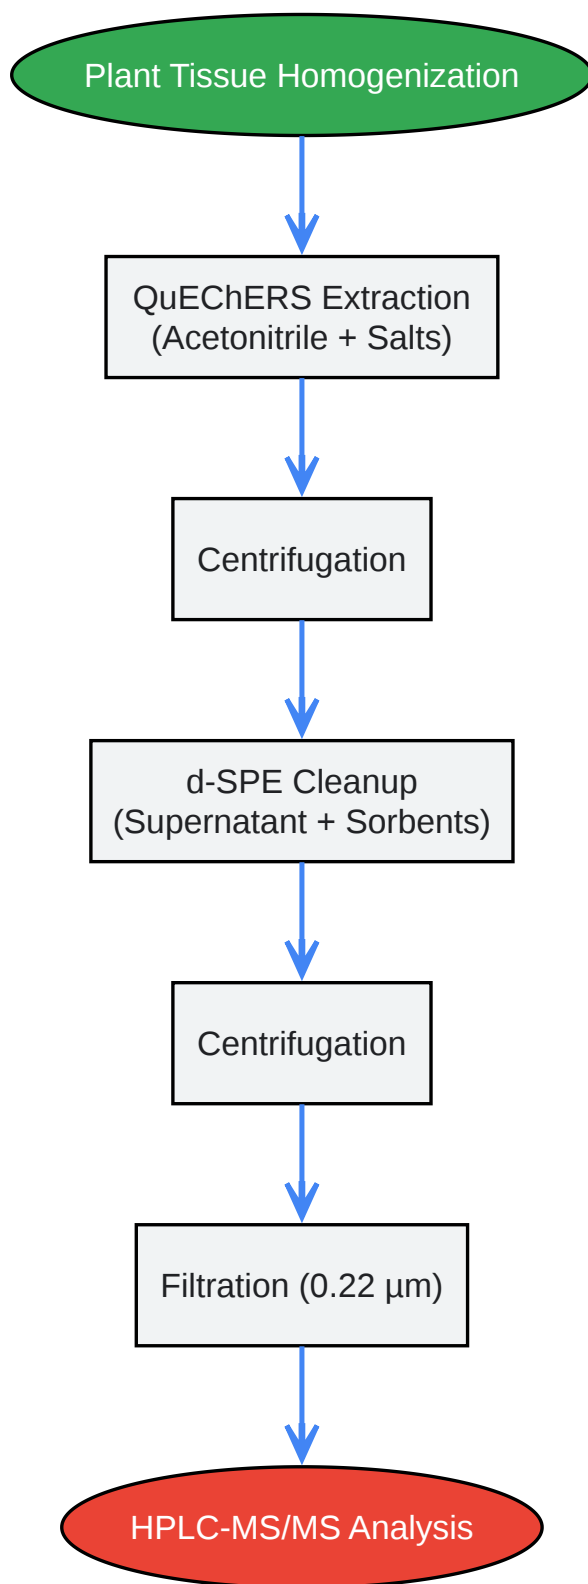 Plant Tissue Homogenization
QuEChERS Extraction
(Acetonitrile + Salts)
Centrifugation
d-SPE Cleanup
(Supernatant + Sorbents)
Centrifugation
Filtration (0.22 µm)
HPLC-MS/MS Analysis